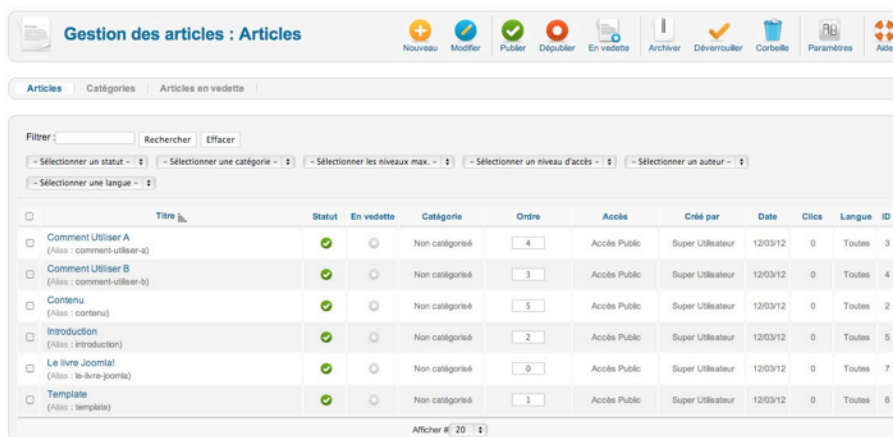 Gestion des articles : Articles
Nouveau Modifier Publier Dépublier En vedette Archiver Déverrouiller Corbeille Paramètres Aide
Articles Catégories Articles en vedette
Filtrer : Rechercher Effacer
- Sélectionner un statut - - Sélectionner une catégorie - - Sélectionner les niveaux max. - - Sélectionner un niveau d'accès - - Sélectionner un auteur -
- Sélectionner une langue -
Titre Statut En vedette Catégorie Ordre Accès Créé par Date Clics Langue ID
Comment Utiliser A
(Alias : comment-utiliser-a)
Non catégorisé 4 Accès Public Super Utilisateur 12/03/12 0 Toutes 3
Comment Utiliser B
(Alias : comment-utiliser-b)
Non catégorisé 3 Accès Public Super Utilisateur 12/03/12 0 Toutes 4
Contenu
(Alias : contenu)
Non catégorisé 5 Accès Public Super Utilisateur 12/03/12 0 Toutes 2
Introduction
(Alias : introduction)
Non catégorisé 2 Accès Public Super Utilisateur 12/03/12 0 Toutes 5
Le livre Joomla!
(Alias : le-livre-joomla)
Non catégorisé 0 Accès Public Super Utilisateur 12/03/12 0 Toutes 7
Template
(Alias : template)
Non catégorisé 1 Accès Public Super Utilisateur 12/03/12 0 Toutes 6
Afficher # 20